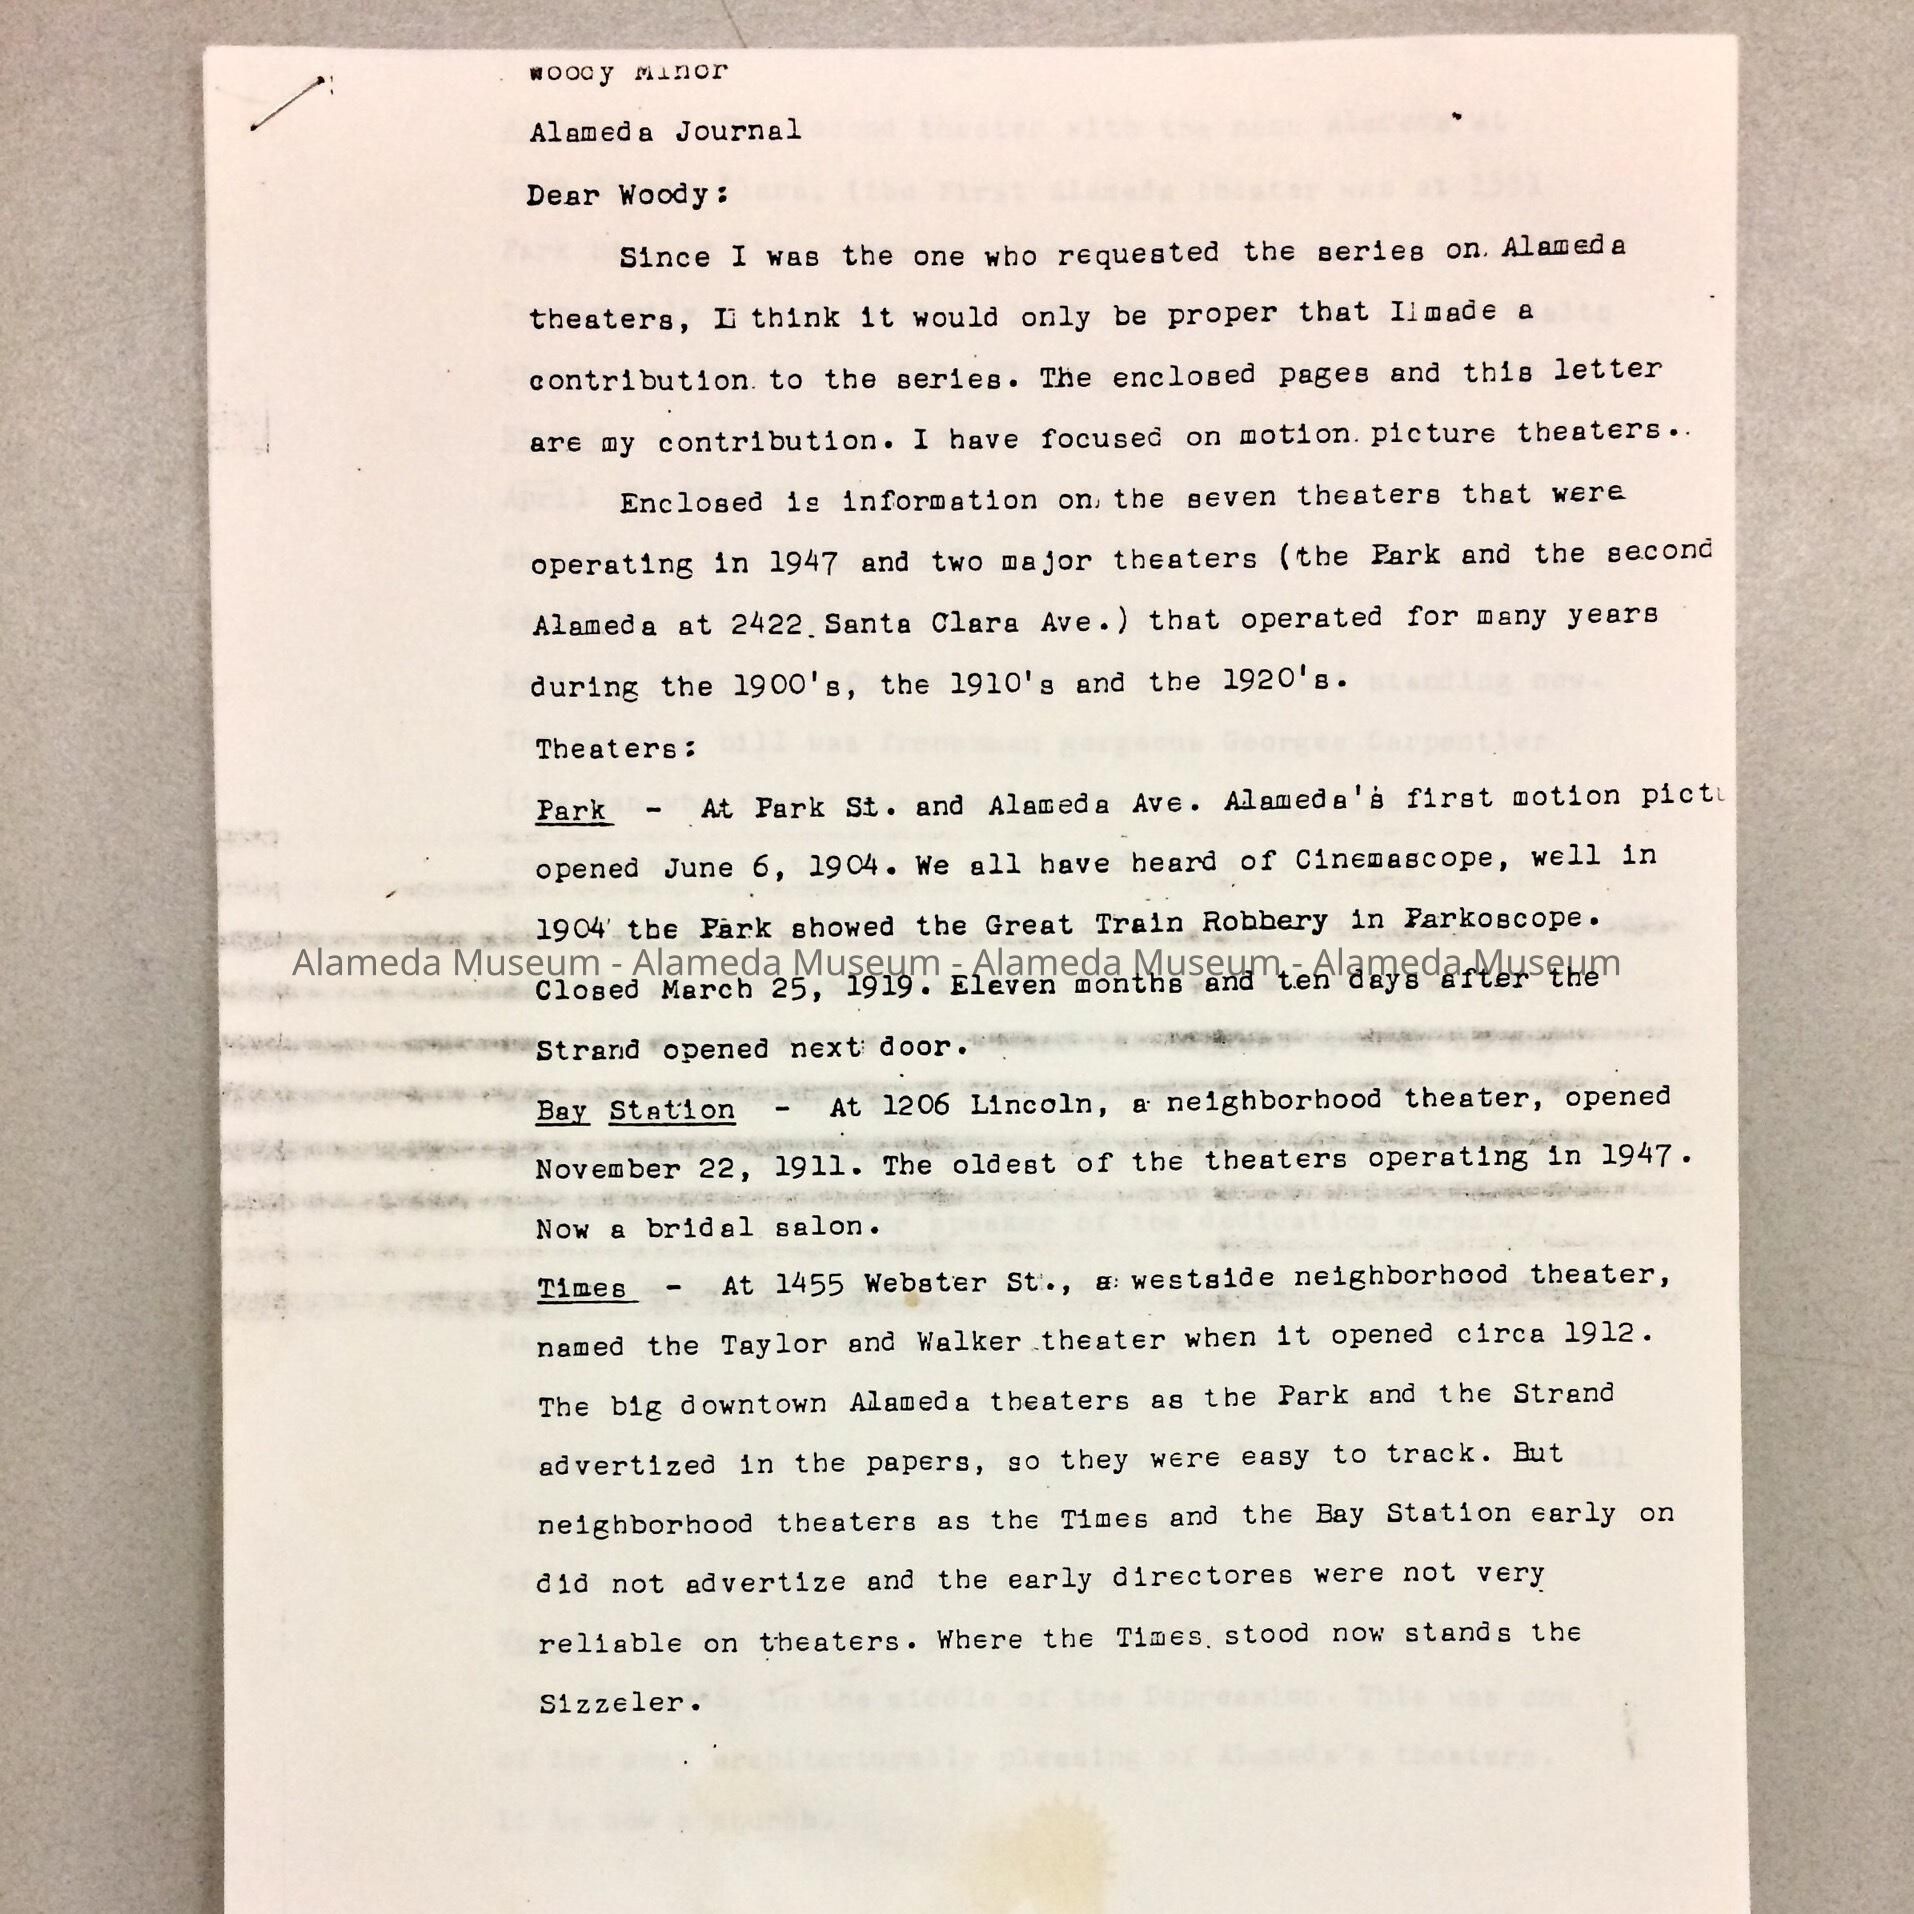 Woody Minor
Alameda Journal
Dear Woody:
Since I was the one who requested the series on Alameda
theaters, I think it would only be proper that I made a
contribution to the series. The enclosed pages and this letter
are my contribution. I have focused on motion picture theaters.
Enclosed is information on the seven theaters that were
operating in 1947 and two major theaters (the Park and the second
Alameda at 2422 Santa Clara Ave.) that operated for many years
during the 1900's, the 1910's and the 1920's.
Theaters:
Park - At Park St. and Alameda Ave. Alameda's first motion pictu
opened June 6, 1904. We all have heard of Cinemascope, well in
1904 the Park showed the Great Train Robbery in Parkoscope.
Alameda Museum - Alameda Museum - Alameda Museum - Alameda Museum
Closed March 25, 1919. Eleven months and ten days after the
Strand opened next door.
Bay Station - At 1206 Lincoln, a neighborhood theater, opened
November 22, 1911. The oldest of the theaters operating in 1947.
Now a bridal salon.
Times - At 1455 Webster St., a westside neighborhood theater,
named the Taylor and Walker theater when it opened circa 1912.
The big downtown Alameda theaters as the Park and the Strand
advertized in the papers, so they were easy to track. But
neighborhood theaters as the Times and the Bay Station early on
did not advertize and the early directores were not very
reliable on theaters. Where the Times stood now stands the
Sizzeler.